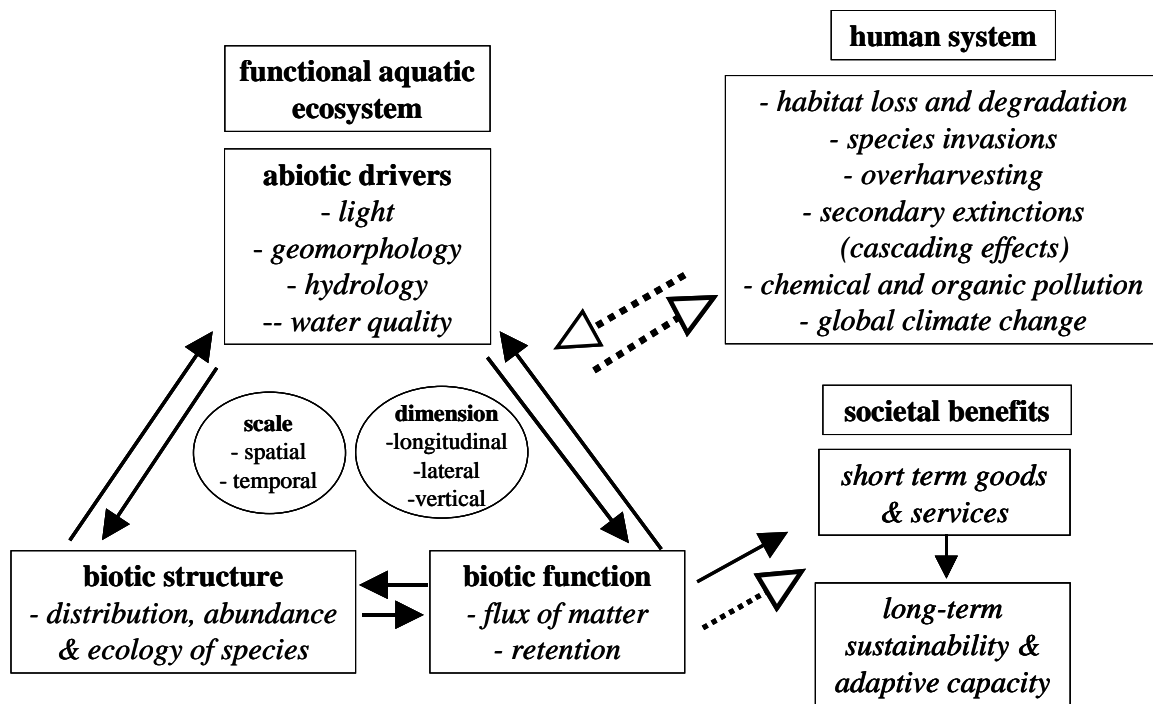 functional aquatic
ecosystem
abiotic drivers
- light
- geomorphology
- hydrology
-- water quality
scale
- spatial
- temporal
dimension
-longitudinal
-lateral
-vertical
biotic structure
- distribution, abundance
& ecology of species
biotic function
- flux of matter
- retention
human system
- habitat loss and degradation
- species invasions
- overharvesting
- secondary extinctions
(cascading effects)
- chemical and organic pollution
- global climate change
societal benefits
short term goods
& services
long-term
sustainability &
adaptive capacity